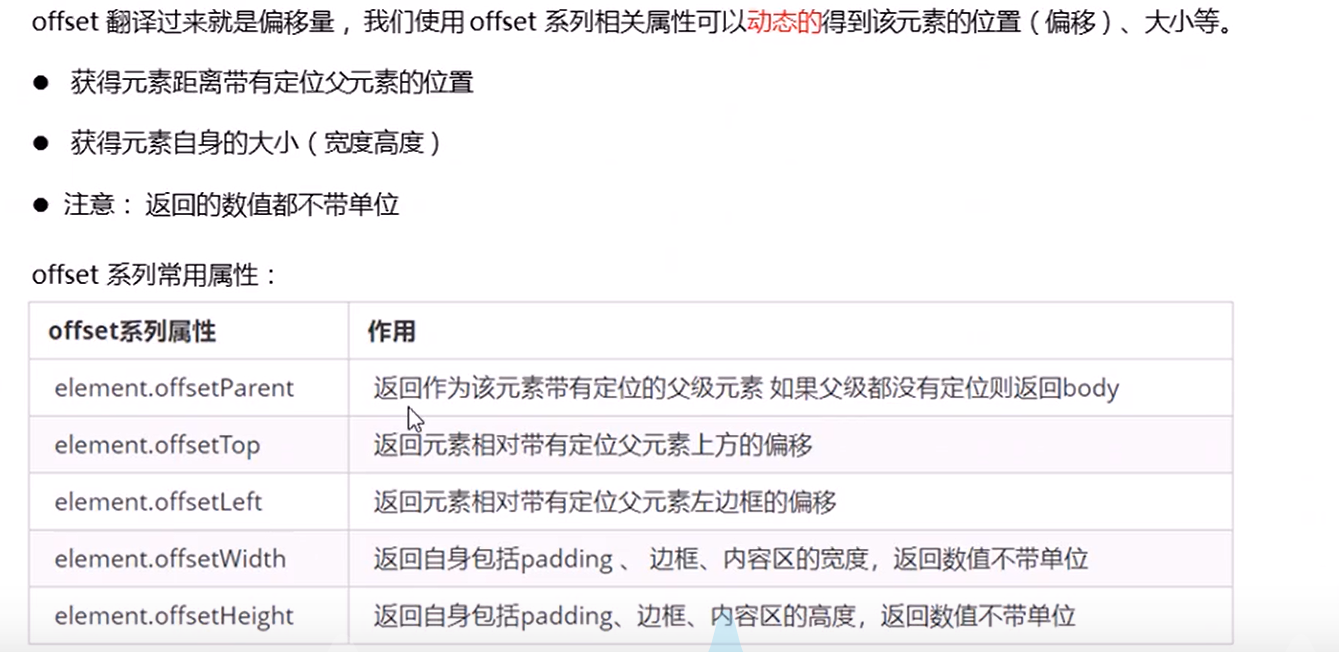 offset 翻译过来就是偏移量，我们使用 offset 系列相关属性可以动态的得到该元素的位置（偏移）、大小等。
● 获得元素距离带有定位父元素的位置
● 获得元素自身的大小（宽度高度）
● 注意： 返回的数值都不带单位
offset 系列常用属性：
offset系列属性 作用
element.offsetParent 返回作为该元素带有定位的父级元素 如果父级都没有定位则返回body
element.offsetTop 返回元素相对带有定位父元素上方的偏移
element.offsetLeft 返回元素相对带有定位父元素左边框的偏移
element.offsetWidth 返回自身包括padding 、 边框、内容区的宽度，返回数值不带单位
element.offsetHeight 返回自身包括padding、边框、内容区的高度，返回数值不带单位